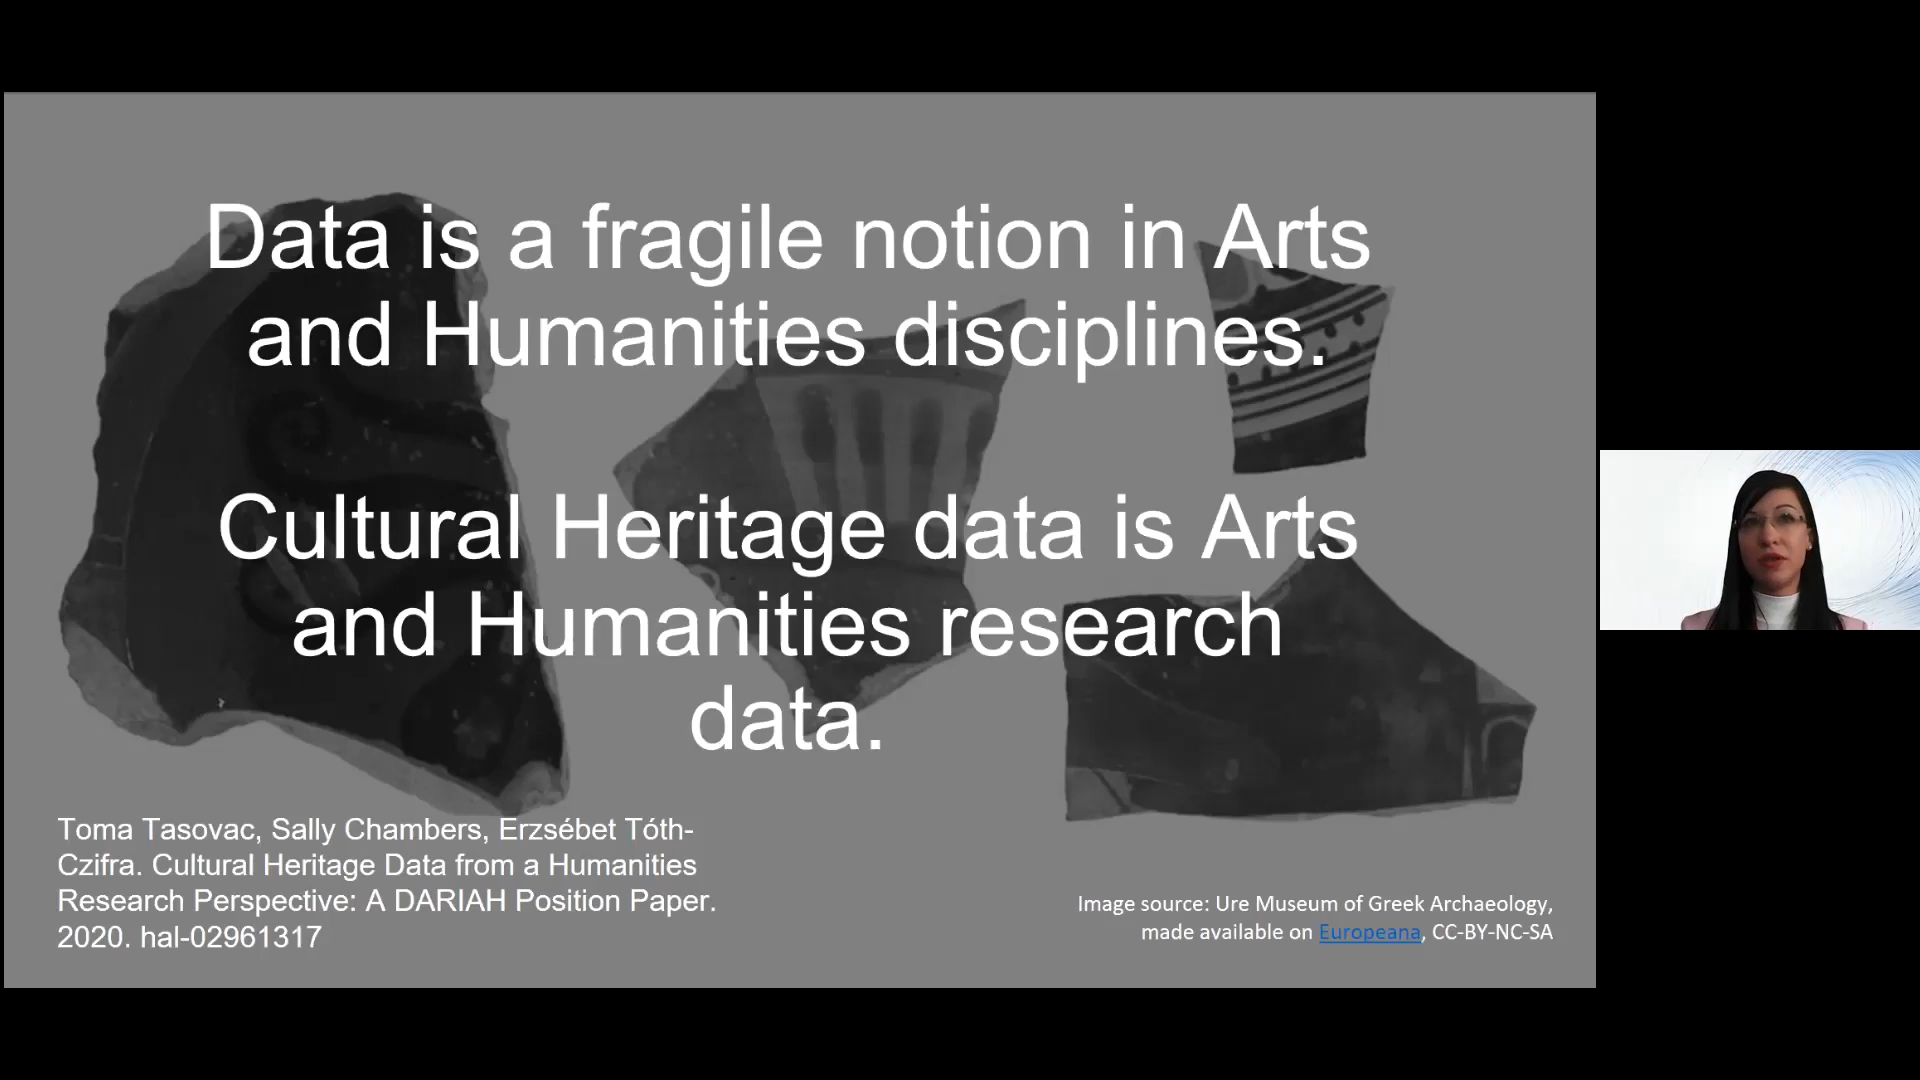 Data is a fragile notion in Arts
and Humanities disciplines.
Cultural Heritage data is Arts
and Humanities research
data.
Toma Tasovac, Sally Chambers, Erzsébet Tóth-
Czifra. Cultural Heritage Data from a Humanities
Research Perspective: A DARIAH Position Paper.
2020. hal-02961317
Image source: Ure Museum of Greek Archaeology,
made available on Europeana, CC-BY-NC-SA